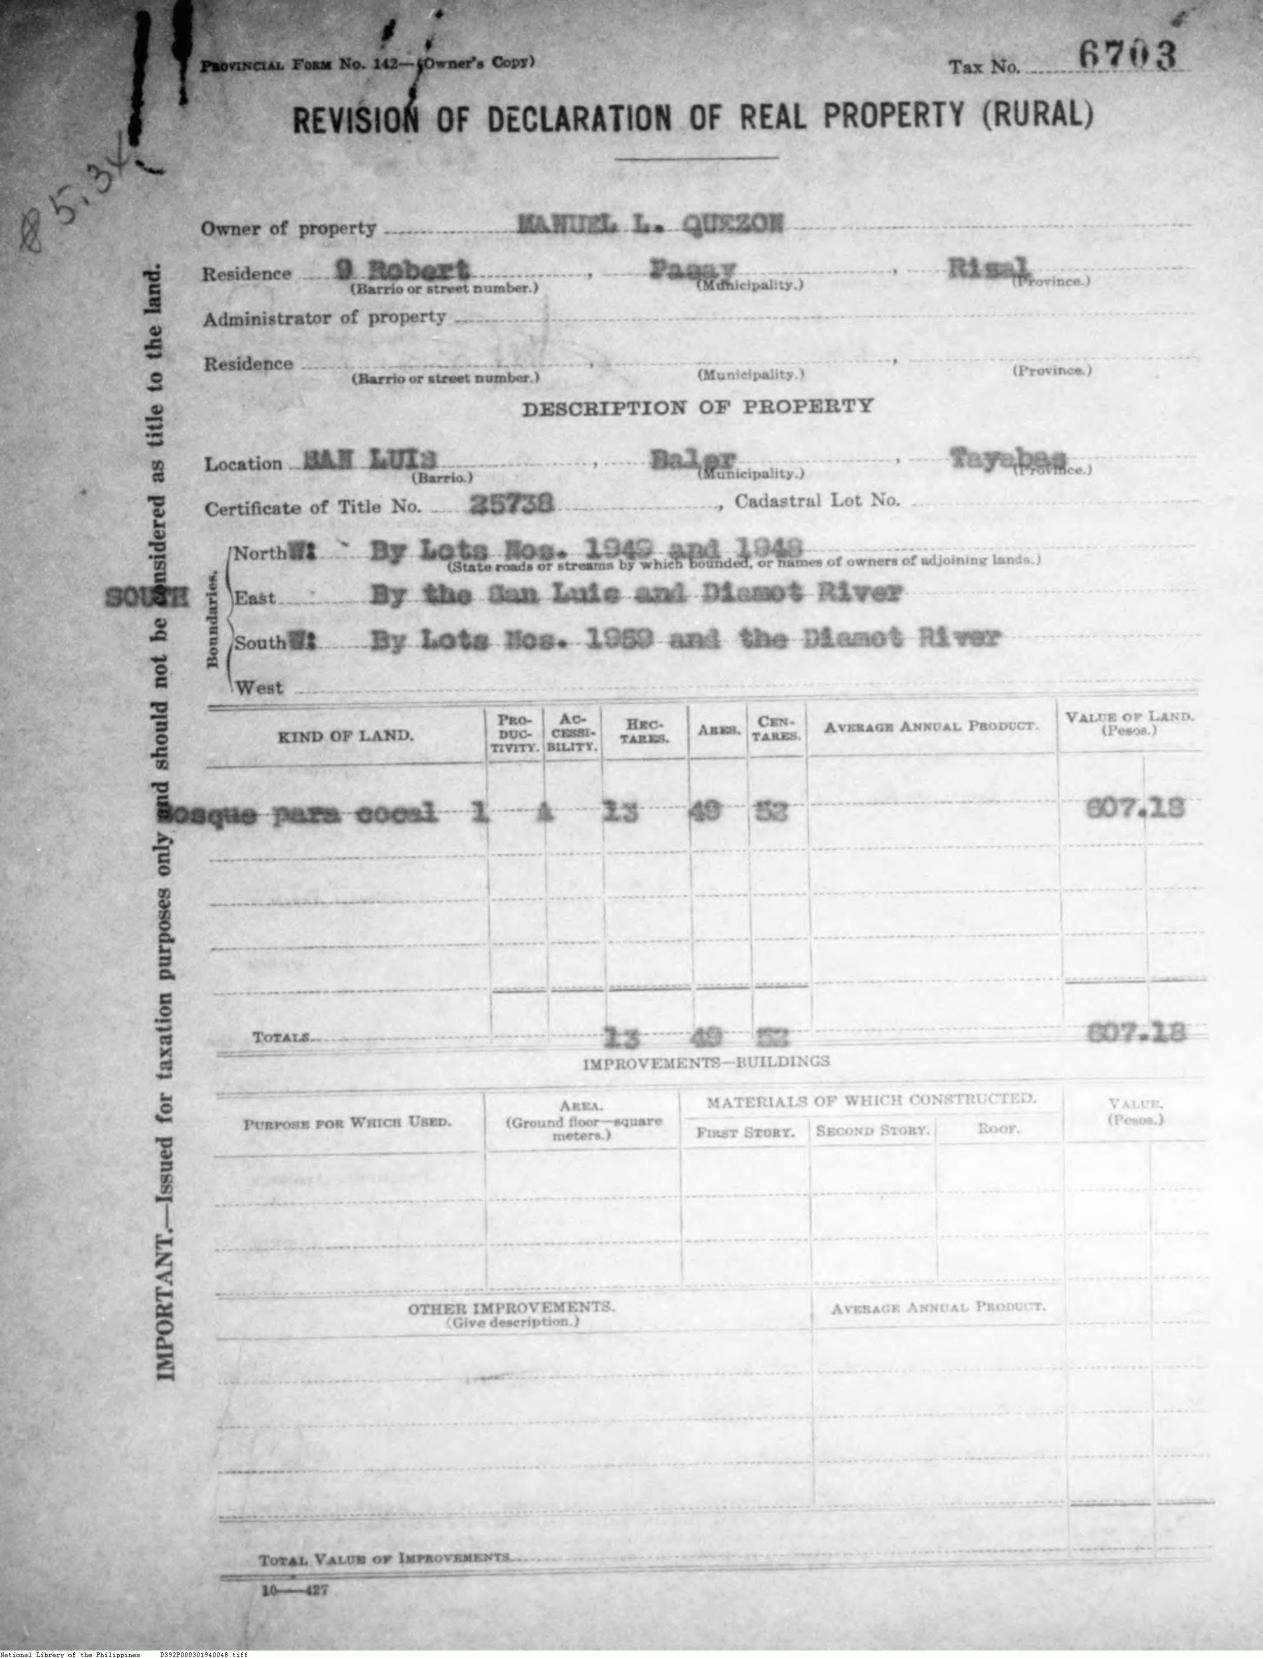 PROVINCIAL FORM No. 142—(Owner's Copy)
TAX No. 6703
REVISION OF DECLARATION OF REAL PROPERTY (RURAL)
85.34
IMPORTANT.—Issued for taxation purposes only and should not be considered as title to the land.
Owner of property MANUEL L. QUEZON
Residence 9 Robert, Pasay, Risal
(Barrio or street number.) (Municipality.) (Province.)
Administrator of property
Residence , ,
(Barrio or street number.) (Municipality.) (Province.)
DESCRIPTION OF PROPERTY
Location SAN LUIS, Baler, Tayabas
(Barrio.) (Municipality.) (Province.)
Certificate of Title No. 25738, Cadastral Lot No.
Boundaries.
North W: By Lots Nos. 1949 and 1948
(State roads or streams by which bounded, or names of owners of adjoining lands.)
SOUTH East By the San Luis and Diamot River
South W: By Lots Nos. 1959 and the Diamot River
West
KIND OF LAND. PRODUCTIVITY. ACCESSIBILITY. HECTARES. ARES. CENTARES. AVERAGE ANNUAL PRODUCT. VALUE OF LAND. (Pesos.)
Bosque para cocal 1 A 13 49 52 607.18
TOTALS 13 49 52 607.18
IMPROVEMENTS—BUILDINGS
PURPOSE FOR WHICH USED. AREA. (Ground floor—square meters.) MATERIALS OF WHICH CONSTRUCTED. VALUE. (Pesos.)
FIRST STORY. SECOND STORY. ROOF.
OTHER IMPROVEMENTS. AVERAGE ANNUAL PRODUCT.
(Give description.)
TOTAL VALUE OF IMPROVEMENTS
10——427
National Library of the Philippines D392P000301940048.tiff